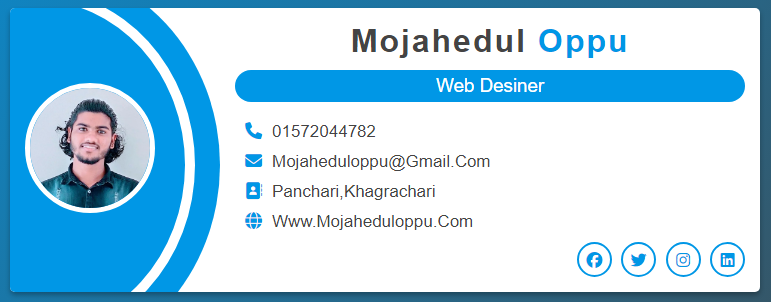 Mojahedul Oppu
Web Desiner
01572044782
Mojaheduloppu@Gmail.Com
Panchari,Khagrachari
Www.Mojaheduloppu.Com